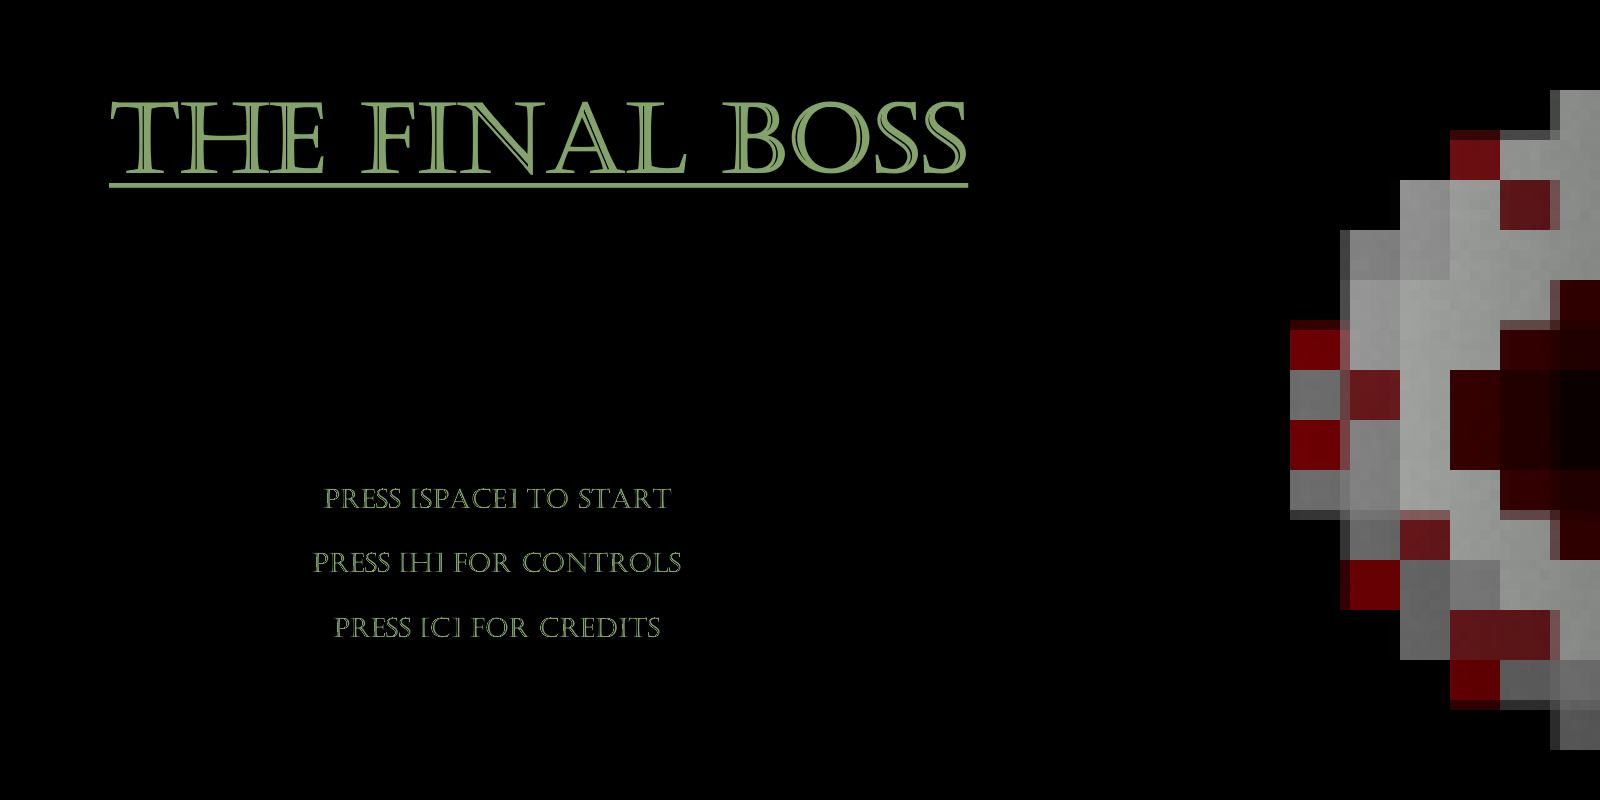 THE FINAL BOSS
PRESS [SPACE] TO START
PRESS [H] FOR CONTROLS
PRESS [C] FOR CREDITS